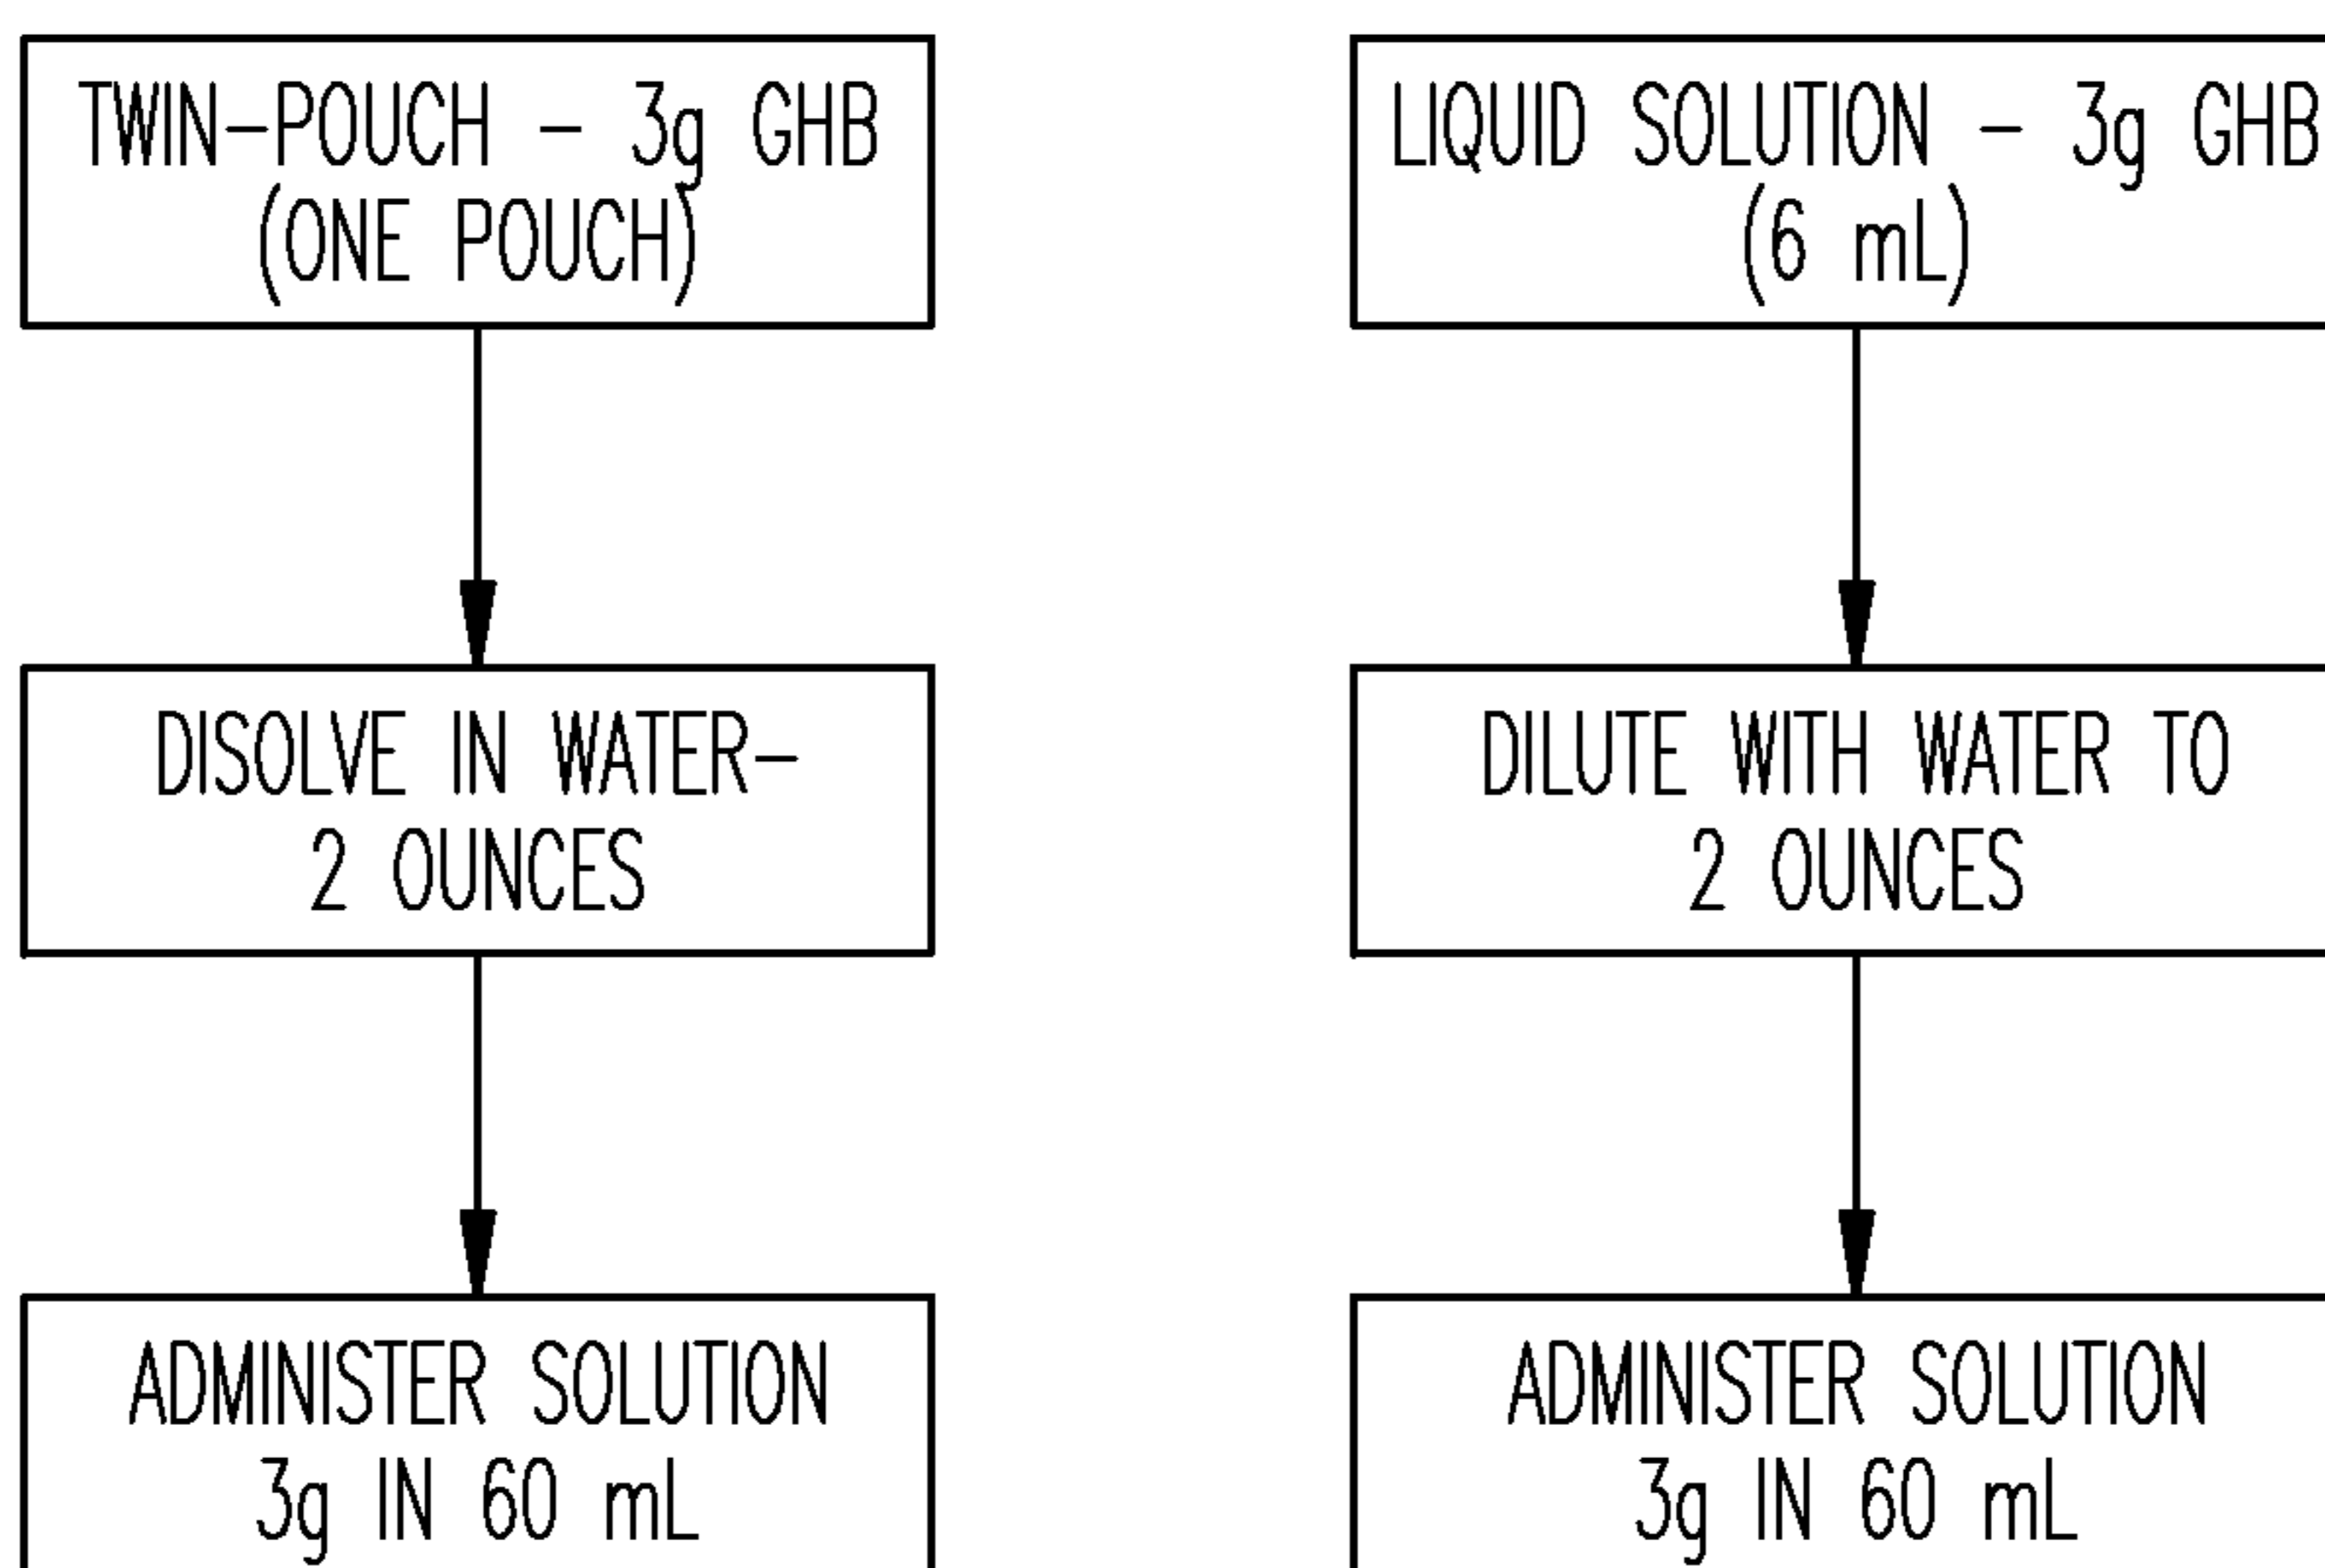 TWIN-POUCH - 3g GHB
(ONE POUCH)
DISOLVE IN WATER-
2 OUNCES
ADMINISTER SOLUTION
3g IN 60 mL
LIQUID SOLUTION - 3g GHB
(6 mL)
DILUTE WITH WATER TO
2 OUNCES
ADMINISTER SOLUTION
3g IN 60 mL